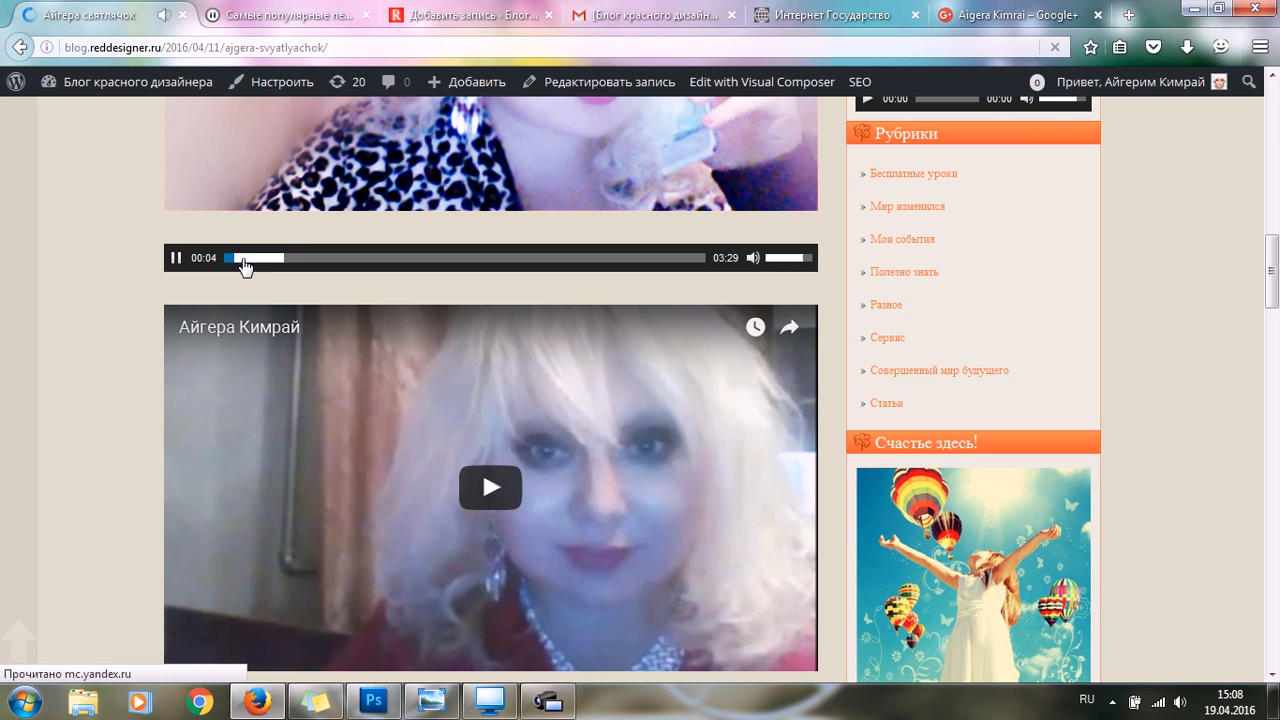 Айгера святлячок
Самые популярные пе...
Добавить запись ‹ Блог...
[Блог красного дизайн...
Интернет Государство
Aigera Kimrai – Google+
blog.reddesigner.ru/2016/04/11/ajgera-svyatlyachok/
Блог красного дизайнера
Настроить
20
0
Добавить
Редактировать запись
Edit with Visual Composer
SEO
0
Привет, Айгерим Кимрай
00:00
00:00
Рубрики
» Бесплатные уроки
» Мир изменился
» Мои события
» Полезно знать
» Разное
» Сервис
» Совершенный мир будущего
» Статьи
Счастье здесь!
00:04
03:29
Айгера Кимрай
Прочитано mc.yandex.ru
Ps
RU
15:08
19.04.2016